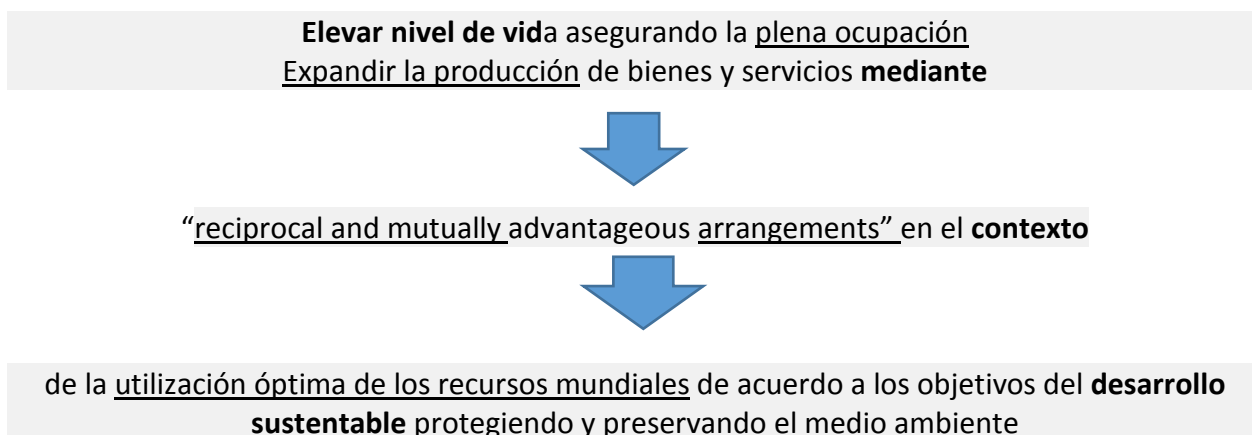 Elevar nivel de vida asegurando la plena ocupación
Expandir la producción de bienes y servicios mediante
“reciprocal and mutually advantageous arrangements” en el contexto
de la utilización óptima de los recursos mundiales de acuerdo a los objetivos del desarrollo
sustentable protegiendo y preservando el medio ambiente